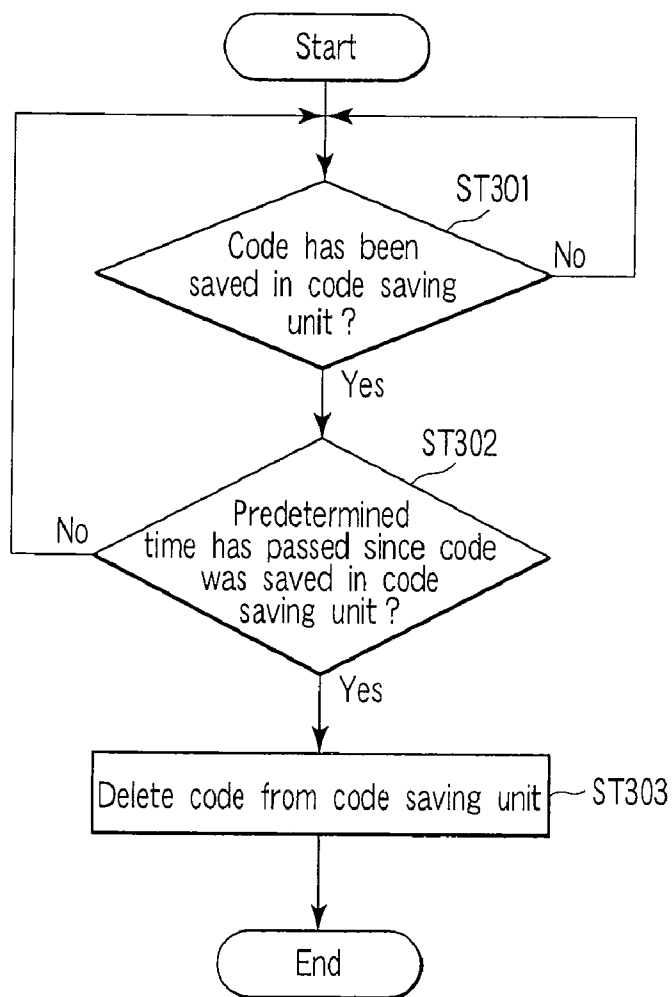 Start
ST301
Code has been
saved in code saving
unit?
No
Yes
ST302
Predetermined
time has passed since code
was saved in code
saving unit?
No
Yes
Delete code from code saving unit
ST303
End